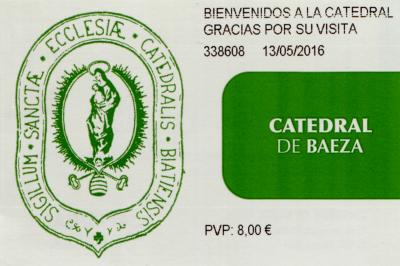 SIGILLUM · SANCTÆ · ECCLESIÆ · CATEDRALIS · BIATIENSIS
BIENVENIDOS A LA CATEDRAL
GRACIAS POR SU VISITA
338608 13/05/2016
CATEDRAL
DE BAEZA
PVP: 8,00 €